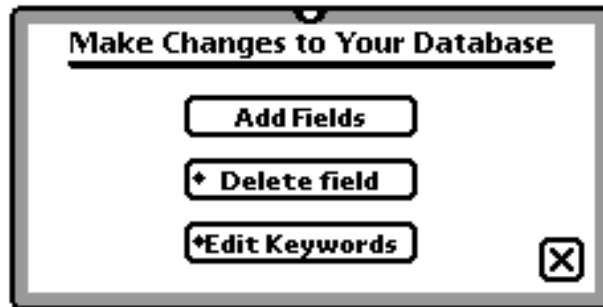 Make Changes to Your Database
Add Fields
Delete field
Edit Keywords